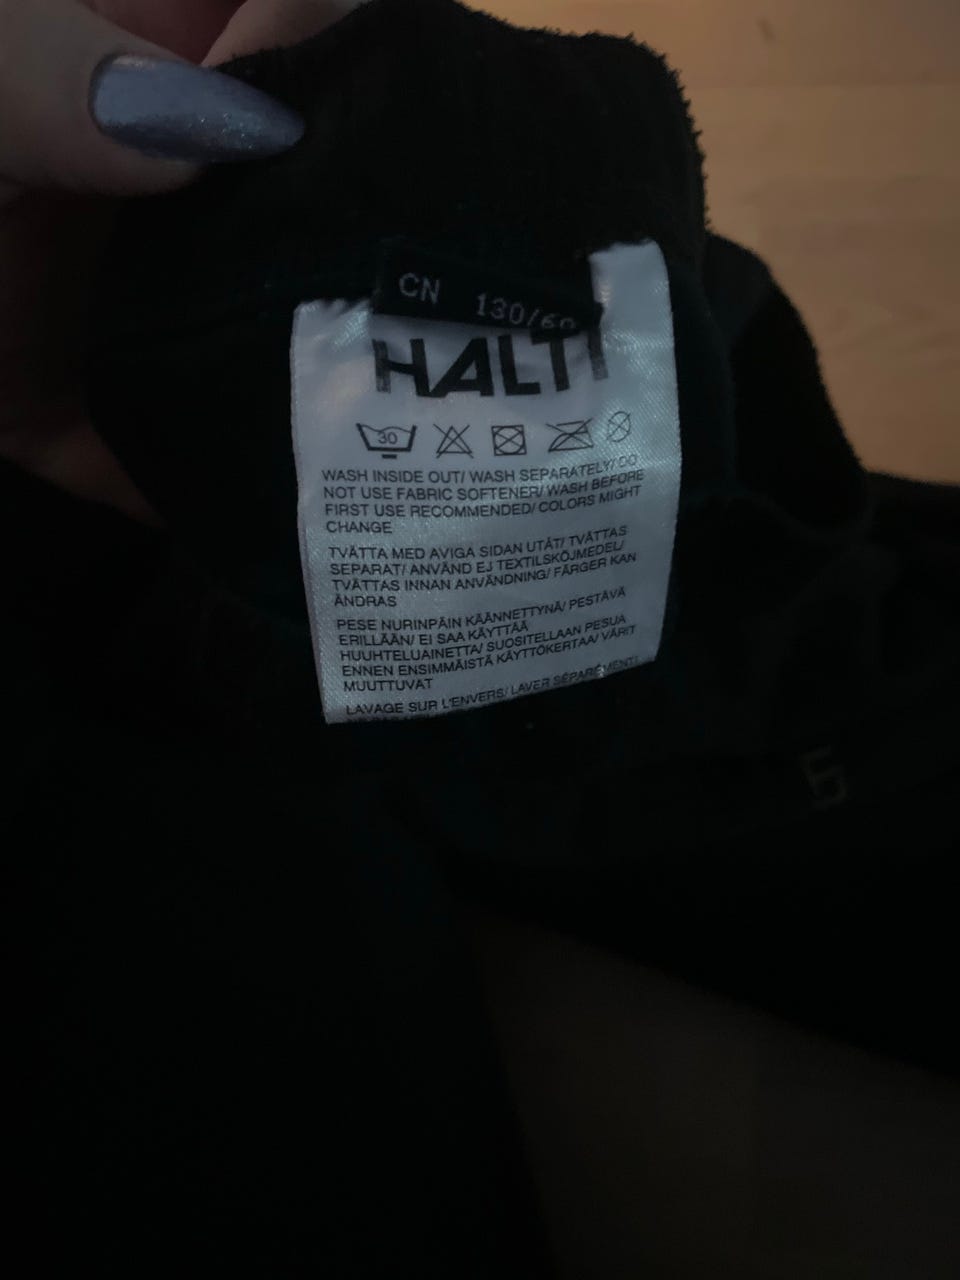 CN 130/60
HALTI
30
WASH INSIDE OUT/ WASH SEPARATELY/ DO
NOT USE FABRIC SOFTENER/ WASH BEFORE
FIRST USE RECOMMENDED/ COLORS MIGHT
CHANGE
TVÄTTA MED AVIGA SIDAN UTÅT/ TVÄTTAS
SEPARAT/ ANVÄND EJ TEXTILSKÖJMEDEL/
TVÄTTAS INNAN ANVÄNDNING/ FÄRGER KAN
ÄNDRAS
PESE NURINPÄIN KÄÄNNETTYNÄ/ PESTÄVÄ
ERILLÄÄN/ EI SAA KÄYTTÄÄ
HUUHTELUAINETTA/ SUOSITELLAAN PESUA
ENNEN ENSIMMÄISTÄ KÄYTTÖKERTAA/ VÄRIT
MUUTTUVAT
LAVAGE SUR L'ENVERS/ LAVER SÉPARÉMENT/